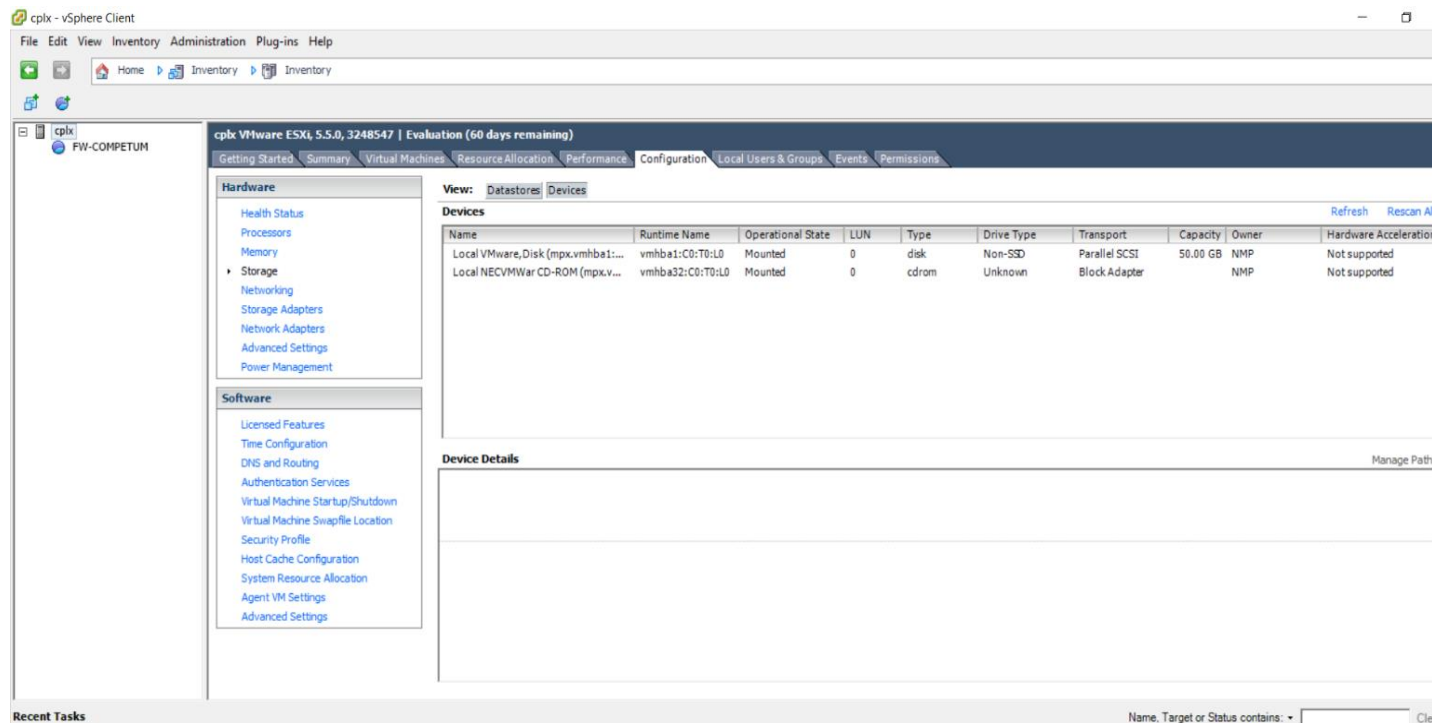 cplx - vSphere Client
File Edit View Inventory Administration Plug-ins Help
Home Inventory Inventory
cplx
FW-COMPETUM
cplx VMware ESXi, 5.5.0, 3248547 | Evaluation (60 days remaining)
Getting Started Summary Virtual Machines Resource Allocation Performance Configuration Local Users & Groups Events Permissions
Hardware
Health Status
Processors
Memory
Storage
Networking
Storage Adapters
Network Adapters
Advanced Settings
Power Management
Software
Licensed Features
Time Configuration
DNS and Routing
Authentication Services
Virtual Machine Startup/Shutdown
Virtual Machine Swapfile Location
Security Profile
Host Cache Configuration
System Resource Allocation
Agent VM Settings
Advanced Settings
View: Datastores Devices
Devices Refresh Rescan Al
Name Runtime Name Operational State LUN Type Drive Type Transport Capacity Owner Hardware Acceleration
Local VMware,Disk (mpx.vmhba1:... vmhba1:C0:T0:L0 Mounted 0 disk Non-SSD Parallel SCSI 50.00 GB NMP Not supported
Local NECVMWar CD-ROM (mpx.v... vmhba32:C0:T0:L0 Mounted 0 cdrom Unknown Block Adapter NMP Not supported
Device Details Manage Path
Recent Tasks Name, Target or Status contains: Cle